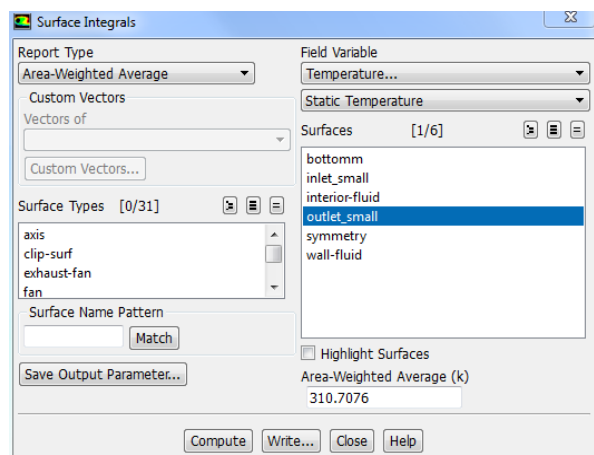 Surface Integrals
Report Type
Area-Weighted Average
Custom Vectors
Vectors of
Custom Vectors...
Surface Types [0/31]
axis
clip-surf
exhaust-fan
fan
Surface Name Pattern
Match
Save Output Parameter...
Field Variable
Temperature...
Static Temperature
Surfaces [1/6]
bottomm
inlet_small
interior-fluid
outlet_small
symmetry
wall-fluid
Highlight Surfaces
Area-Weighted Average (k)
310.7076
Compute Write... Close Help